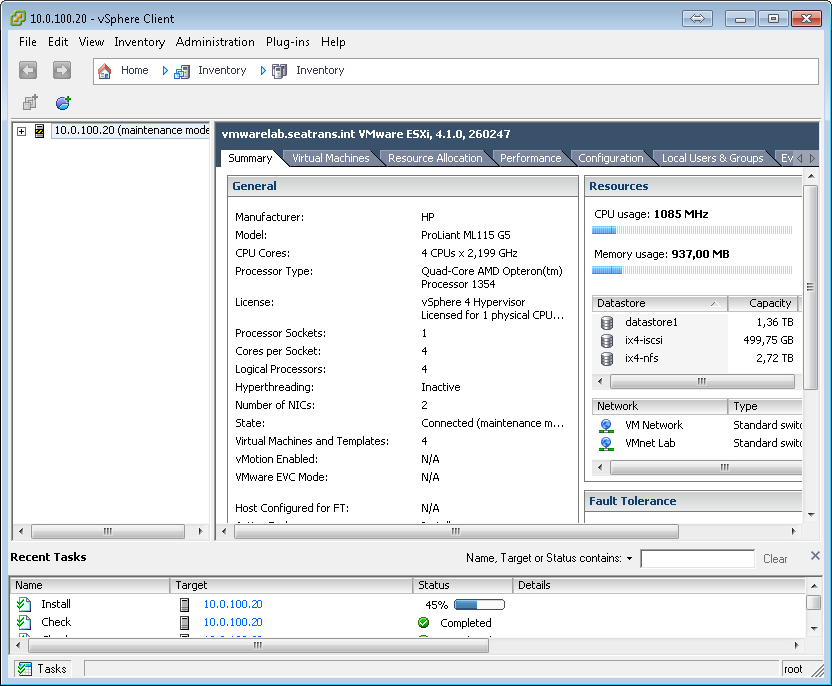 10.0.100.20 - vSphere Client
File Edit View Inventory Administration Plug-ins Help
Home Inventory Inventory
10.0.100.20 (maintenance mode
vmwarelab.seatrans.int VMware ESXi, 4.1.0, 260247
Summary Virtual Machines Resource Allocation Performance Configuration Local Users & Groups Ev
General
Manufacturer: HP
Model: ProLiant ML115 G5
CPU Cores: 4 CPUs x 2,199 GHz
Processor Type: Quad-Core AMD Opteron(tm)
Processor 1354
License: vSphere 4 Hypervisor
Licensed for 1 physical CPU...
Processor Sockets: 1
Cores per Socket: 4
Logical Processors: 4
Hyperthreading: Inactive
Number of NICs: 2
State: Connected (maintenance m...
Virtual Machines and Templates: 4
vMotion Enabled: N/A
VMware EVC Mode: N/A
Host Configured for FT: N/A
Resources
CPU usage: 1085 MHz
Memory usage: 937,00 MB
Datastore Capacity
datastore1 1,36 TB
ix4-iscsi 499,75 GB
ix4-nfs 2,72 TB
Network Type
VM Network Standard switc
VMnet Lab Standard switc
Fault Tolerance
Recent Tasks Name, Target or Status contains: Clear
Name Target Status Details
Install 10.0.100.20 45%
Check 10.0.100.20 Completed
Tasks root